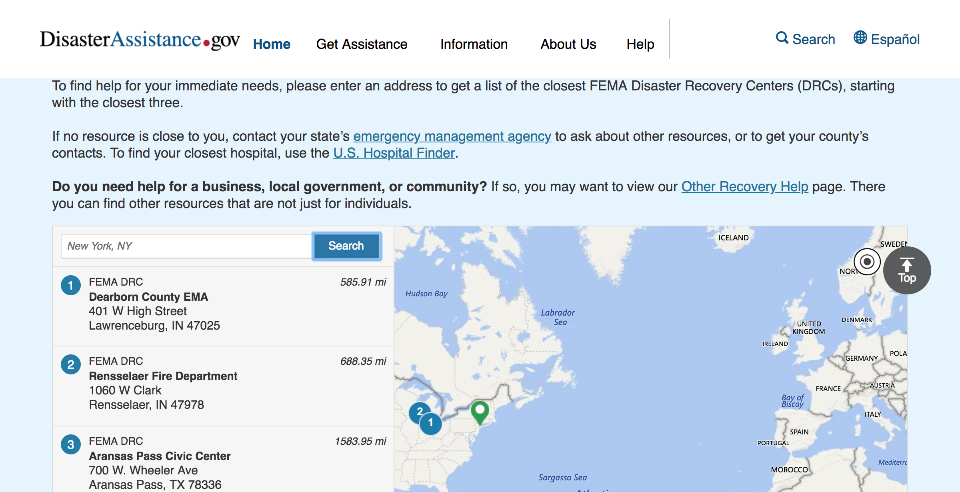 DisasterAssistance.gov Home Get Assistance Information About Us Help Search Español
To find help for your immediate needs, please enter an address to get a list of the closest FEMA Disaster Recovery Centers (DRCs), starting
with the closest three.
If no resource is close to you, contact your state's emergency management agency to ask about other resources, or to get your county's
contacts. To find your closest hospital, use the U.S. Hospital Finder.
Do you need help for a business, local government, or community? If so, you may want to view our Other Recovery Help page. There
you can find other resources that are not just for individuals.
New York, NY Search
1 FEMA DRC 585.91 mi
Dearborn County EMA
401 W High Street
Lawrenceburg, IN 47025
2 FEMA DRC 688.35 mi
Rensselaer Fire Department
1060 W Clark
Rensselaer, IN 47978
3 FEMA DRC 1583.95 mi
Aransas Pass Civic Center
700 W. Wheeler Ave
Aransas Pass, TX 78336
ICELAND
SWEDEN
NOR
Top
Hudson Bay
Labrador
Sea
UNITED
KINGDOM
DENMARK
IRELAND
GERMANY
POLA
FRANCE
AUSTRIA
Bay of
Biscay
ITALY
2
1
SPAIN
PORTUGAL
MOROCCO
Mediterra
Sargasso Sea